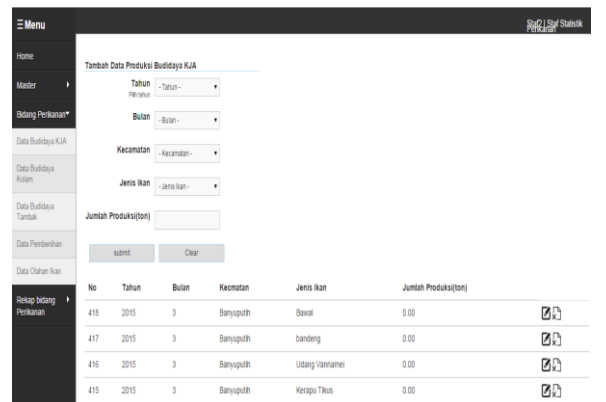 Menu
Staf2 | Staf Statistik
Perikanan
Home
Master
Bidang Perikanan
Data Budidaya KJA
Data Budidaya
Kolam
Data Budidaya
Tambak
Data Pembenihan
Data Olahan Ikan
Rekap bidang
Perikanan
Tambah Data Produksi Budidaya KJA
Tahun - Tahun -
Pilih tahun
Bulan - Bulan -
Kecamatan - Kecamatan -
Jenis Ikan - Jenis Ikan -
Jumlah Produksi(ton)
submit Clear
No Tahun Bulan Kecmatan Jenis Ikan Jumlah Produksi(ton)
418 2015 3 Banyuputih Bawal 0.00
417 2015 3 Banyuputih bandeng 0.00
416 2015 3 Banyuputih Udang Vannamei 0.00
415 2015 3 Banyuputih Kerapu Tikus 0.00